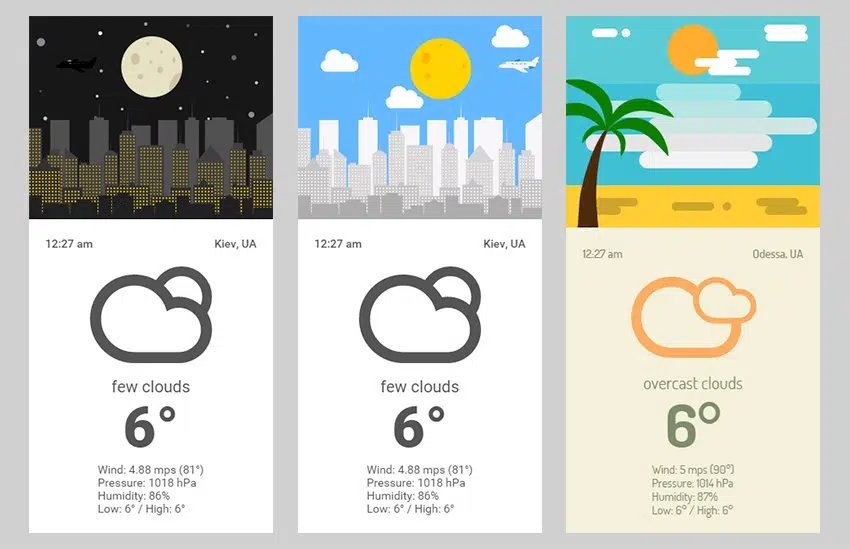 12:27 am Kiev, UA
few clouds
6°
Wind: 4.88 mps (81°)
Pressure: 1018 hPa
Humidity: 86%
Low: 6° / High: 6°
12:27 am Kiev, UA
few clouds
6°
Wind: 4.88 mps (81°)
Pressure: 1018 hPa
Humidity: 86%
Low: 6° / High: 6°
12:27 am Odessa, UA
overcast clouds
6°
Wind: 5 mps (90°)
Pressure: 1014 hPa
Humidity: 87%
Low: 6° / High: 6°